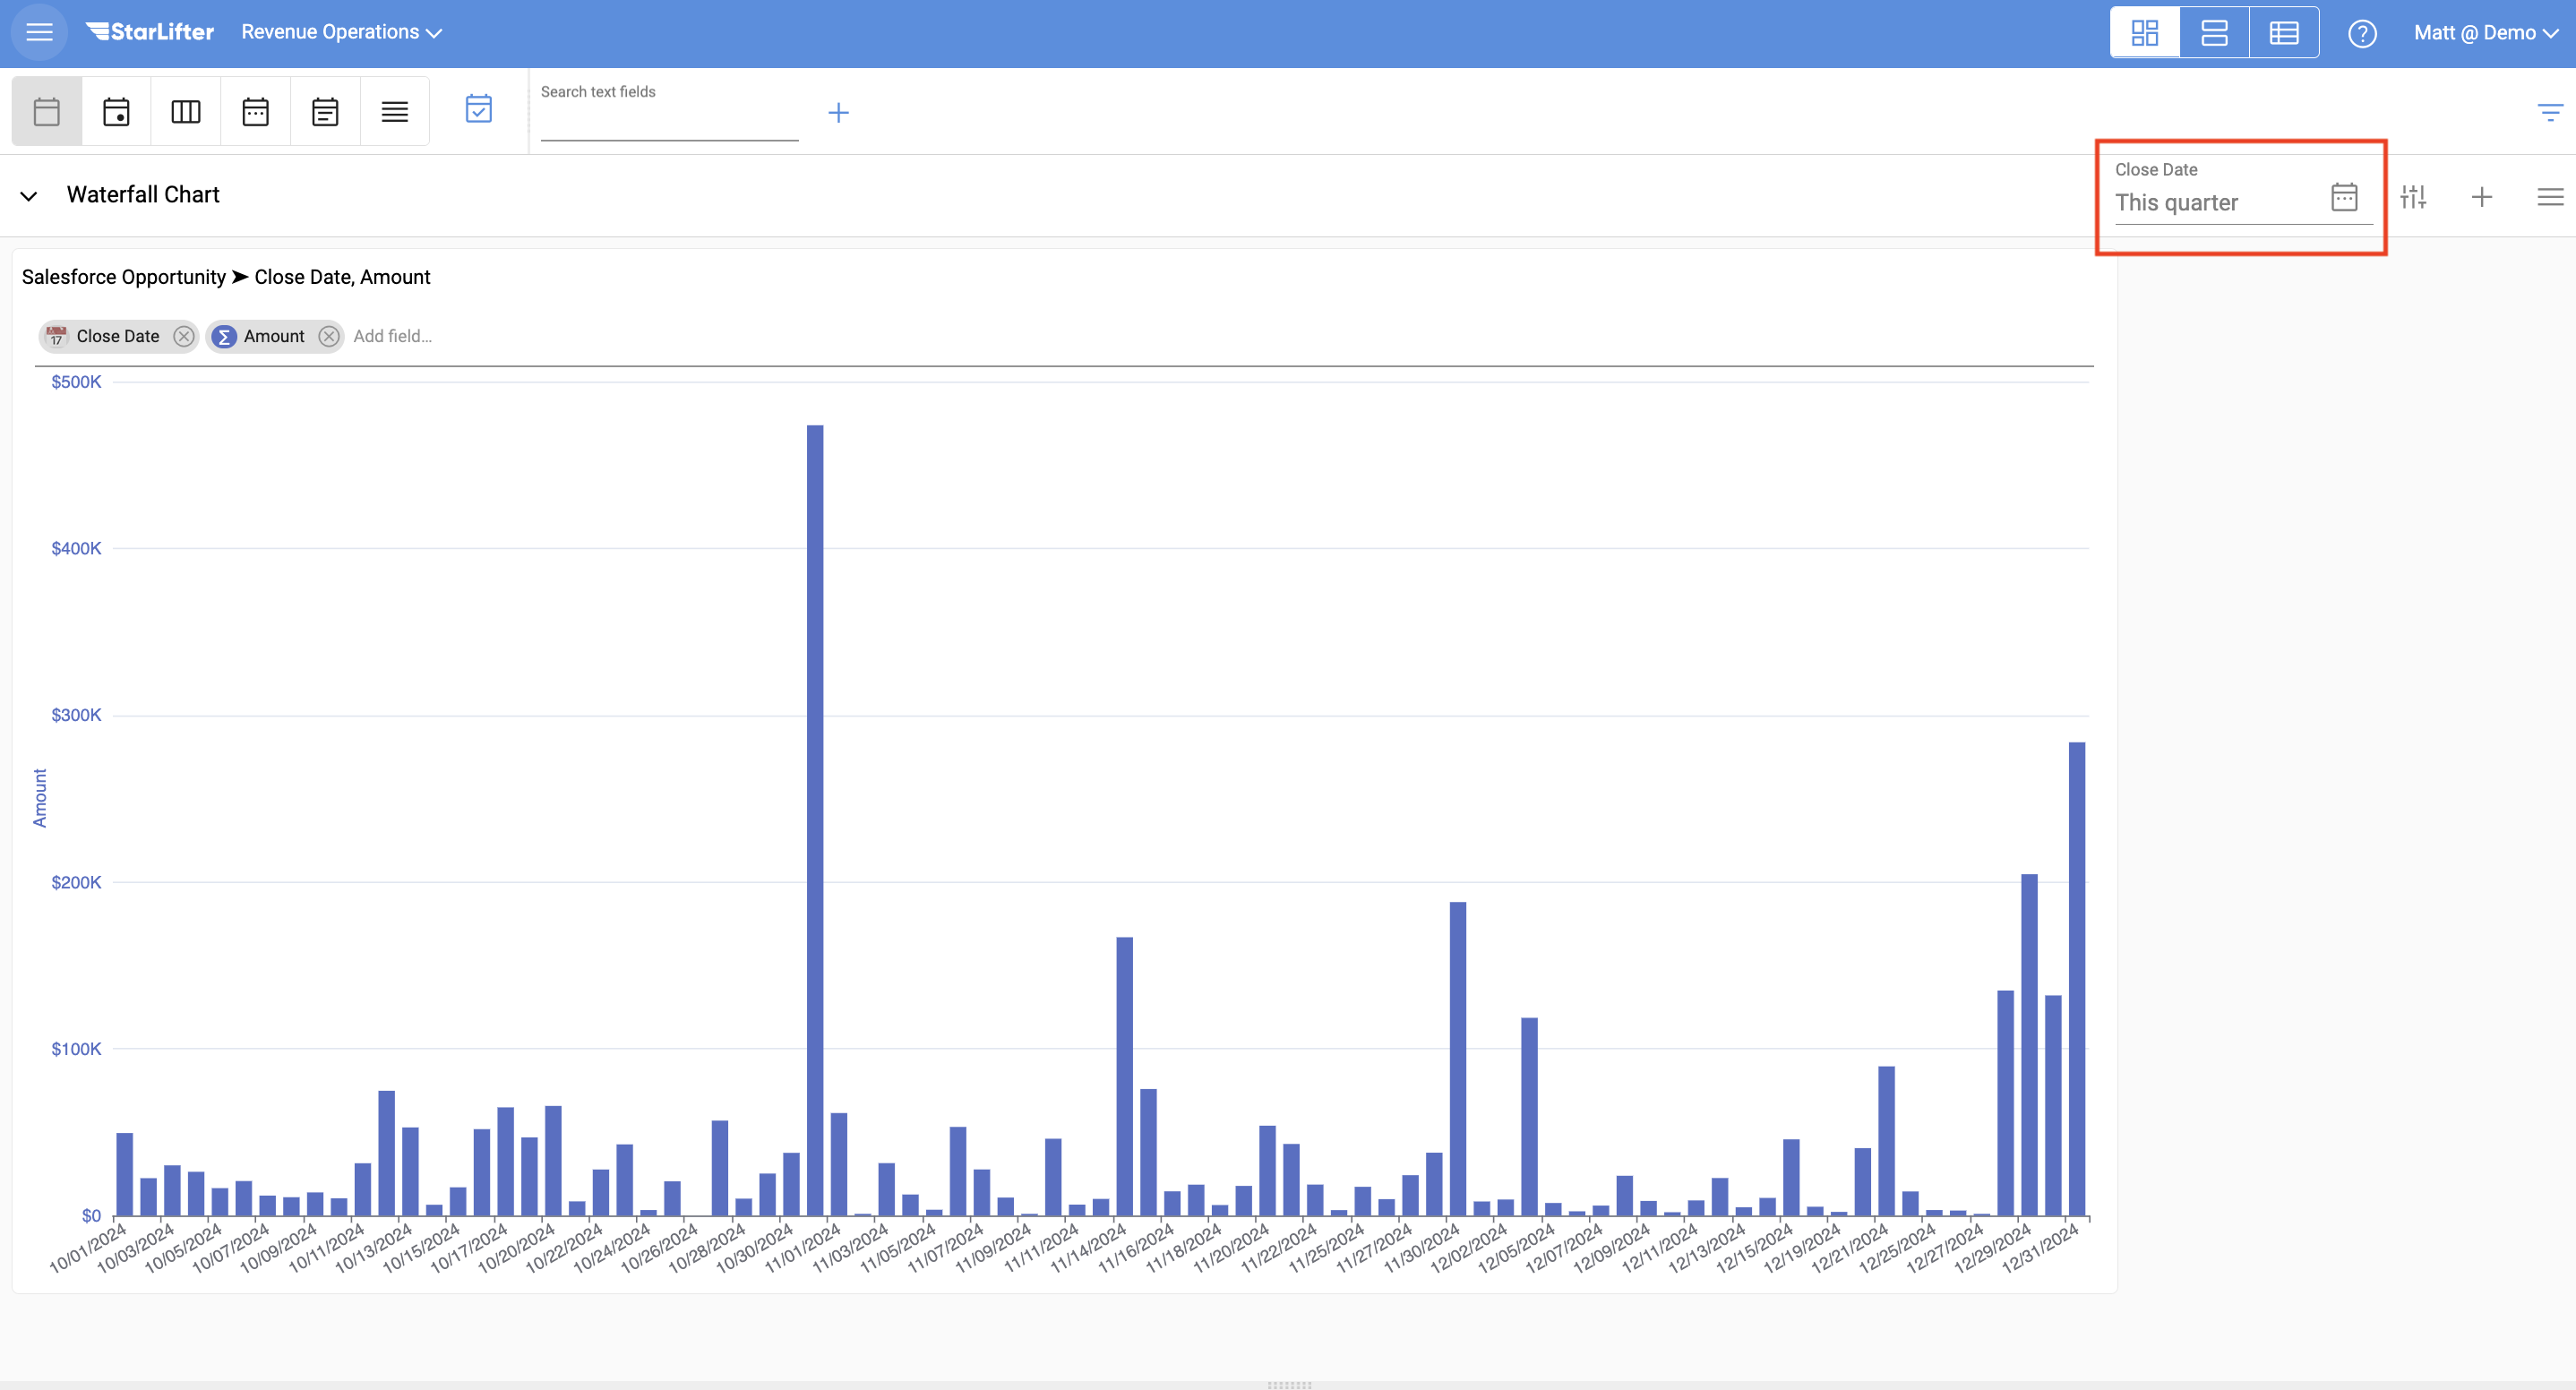 StarLifter Revenue Operations
Matt @ Demo
Search text fields
Waterfall Chart
Close Date
This quarter
Salesforce Opportunity ➤ Close Date, Amount
17 Close Date Σ Amount Add field...
$500K
$400K
$300K
$200K
$100K
$0
Amount
10/01/2024 10/03/2024 10/05/2024 10/07/2024 10/09/2024 10/11/2024 10/13/2024 10/15/2024 10/17/2024 10/20/2024 10/22/2024 10/24/2024 10/26/2024 10/28/2024 10/30/2024 11/01/2024 11/03/2024 11/05/2024 11/07/2024 11/09/2024 11/11/2024 11/14/2024 11/16/2024 11/18/2024 11/20/2024 11/22/2024 11/25/2024 11/27/2024 11/30/2024 12/02/2024 12/05/2024 12/07/2024 12/09/2024 12/11/2024 12/13/2024 12/15/2024 12/19/2024 12/21/2024 12/25/2024 12/27/2024 12/29/2024 12/31/2024